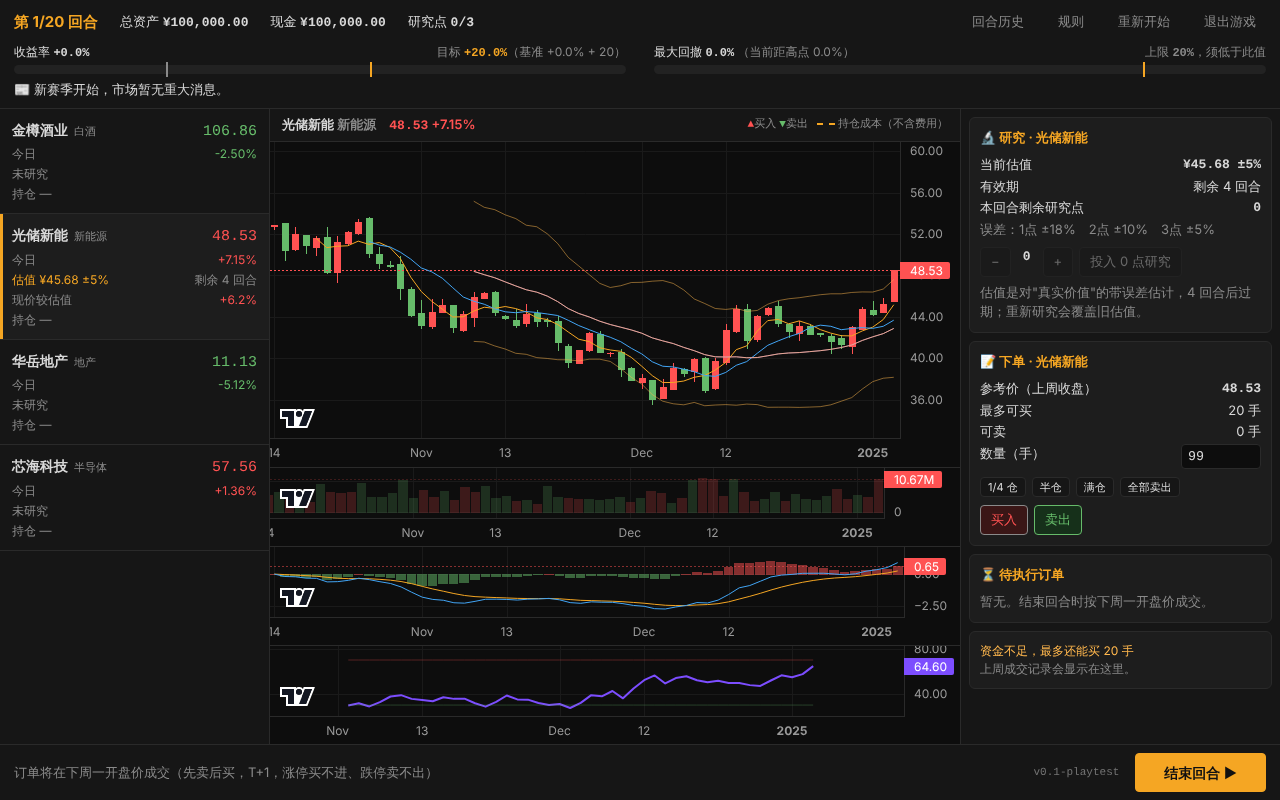 第 1/20 回合 总资产 ¥100,000.00 现金 ¥100,000.00 研究点 0/3 回合历史 规则 重新开始 退出游戏
收益率 +0.0% 目标 +20.0%（基准 +0.0% + 20） 最大回撤 0.0% （当前距高点 0.0%） 上限 20%，须低于此值
📰 新赛季开始，市场暂无重大消息。
金樽酒业 白酒 106.86
今日 -2.50%
未研究
持仓 —
光储新能 新能源 48.53
今日 +7.15%
估值 ¥45.68 ±5% 剩余 4 回合
现价较估值 +6.2%
持仓 —
华岳地产 地产 11.13
今日 -5.12%
未研究
持仓 —
芯海科技 半导体 57.56
今日 +1.36%
未研究
持仓 —
光储新能 新能源 48.53 +7.15% ▲买入 ▼卖出 持仓成本（不含费用）
60.00
56.00
52.00
48.53
44.00
40.00
36.00
14 Nov 13 Dec 12 2025
10.67M
0
4 Nov 13 Dec 12 2025
0.65
0.00
−2.50
14 Nov 13 Dec 12 2025
80.00
64.60
40.00
Nov 13 Dec 12 2025
🔬 研究 · 光储新能
当前估值 ¥45.68 ±5%
有效期 剩余 4 回合
本回合剩余研究点 0
误差：1点 ±18% 2点 ±10% 3点 ±5%
− 0 + 投入 0 点研究
估值是对"真实价值"的带误差估计，4 回合后过
期；重新研究会覆盖旧估值。
📝 下单 · 光储新能
参考价（上周收盘） 48.53
最多可买 20 手
可卖 0 手
数量（手） 99
1/4 仓 半仓 满仓 全部卖出
买入 卖出
⏳ 待执行订单
暂无。结束回合时按下周一开盘价成交。
资金不足，最多还能买 20 手
上周成交记录会显示在这里。
订单将在下周一开盘价成交（先卖后买，T+1，涨停买不进、跌停卖不出） v0.1-playtest 结束回合 ▶